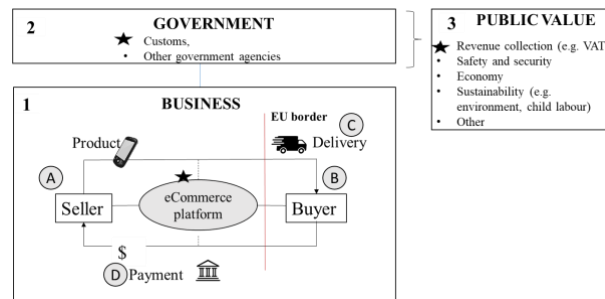 2
GOVERNMENT
Customs,
Other government agencies
3
PUBLIC VALUE
Revenue collection (e.g. VAT
Safety and security
Economy
Sustainability (e.g.
environment, child labour)
Other
1
BUSINESS
EU border
C
Product
Delivery
A
B
Seller
eCommerce
platform
Buyer
$
D
Payment